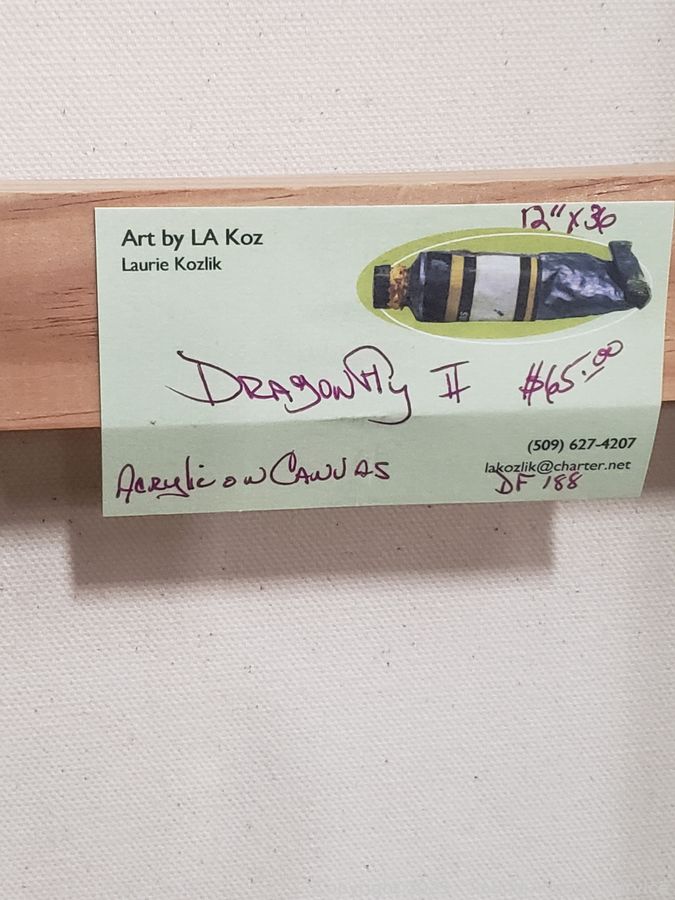 12" x 36
Art by LA Koz
Laurie Kozlik
DRAGONFLy II $65.00
(509) 627-4207
lakozlik@charter.net
Acrylic on CANVAS
DF 188